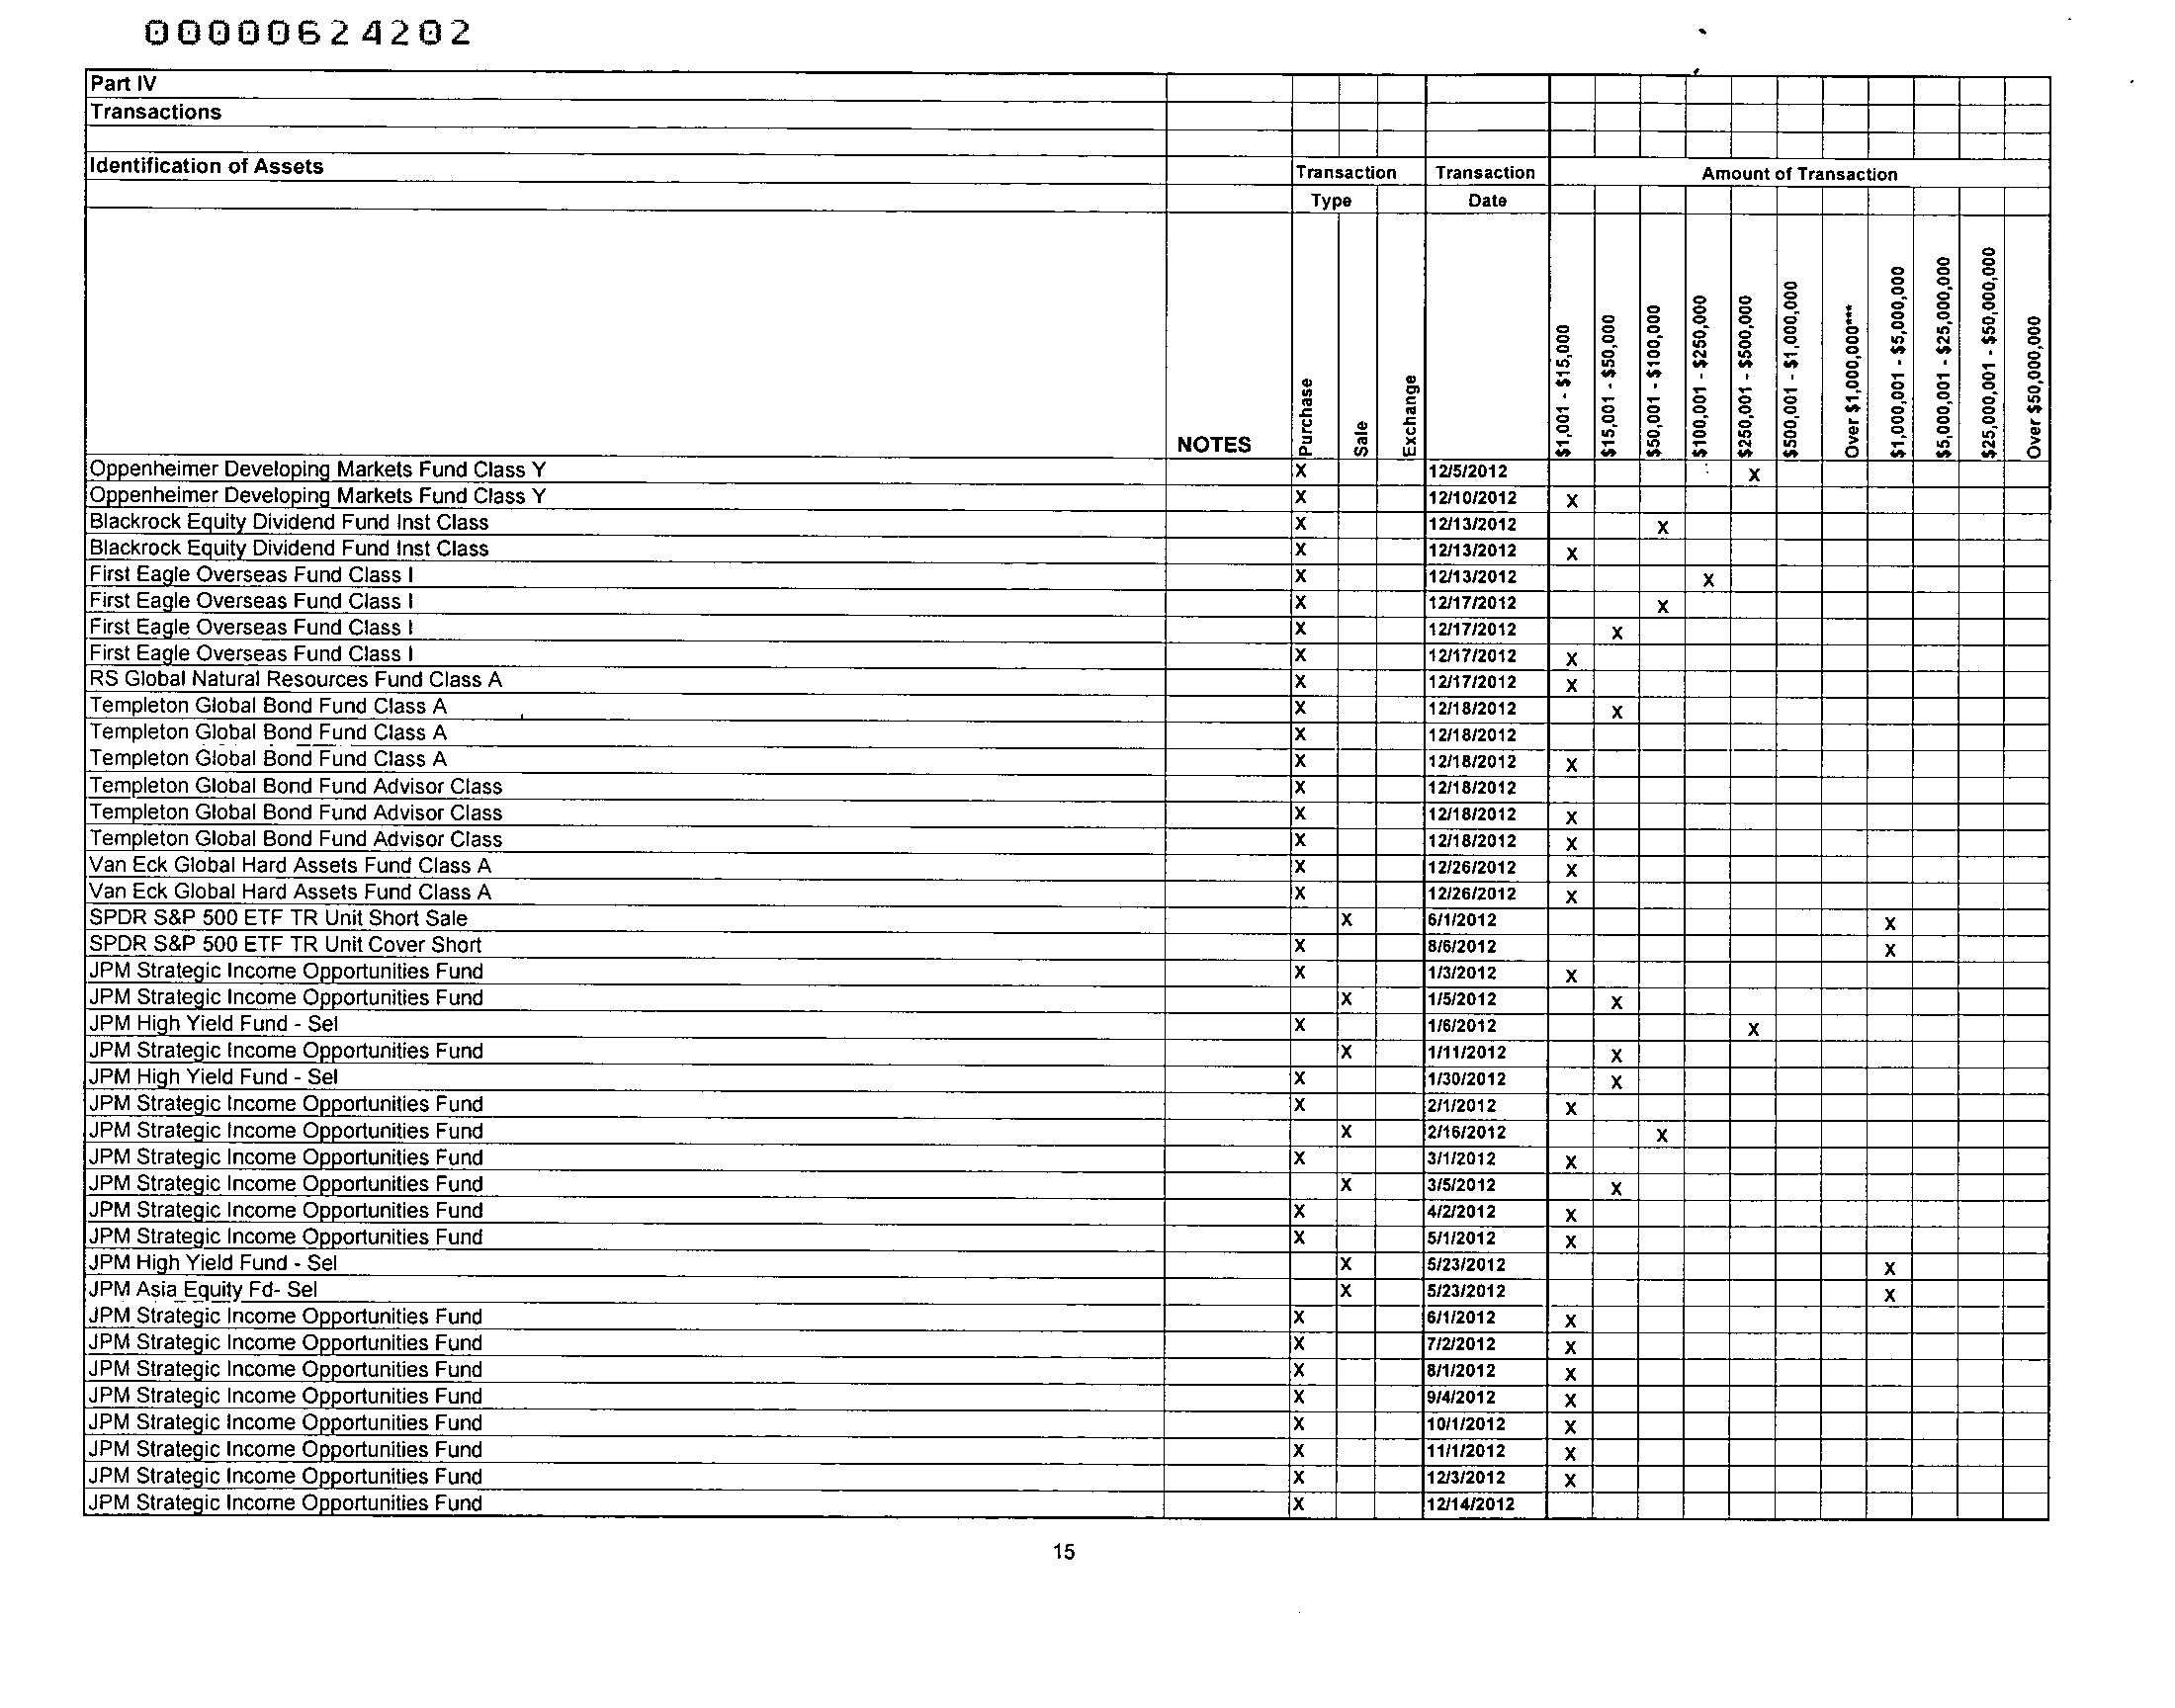 00000624202
Part IV
Transactions
Identification of Assets Transaction Transaction Amount of Transaction
Type Date
NOTES Purchase Sale Exchange $1,001 - $15,000 $15,001 - $50,000 $50,001 - $100,000 $100,001 - $250,000 $250,001 - $500,000 $500,001 - $1,000,000 Over $1,000,000*** $1,000,001 - $5,000,000 $5,000,001 - $25,000,000 $25,000,001 - $50,000,000 Over $50,000,000
Oppenheimer Developing Markets Fund Class Y X 12/5/2012 X
Oppenheimer Developing Markets Fund Class Y X 12/10/2012 X
Blackrock Equity Dividend Fund Inst Class X 12/13/2012 X
Blackrock Equity Dividend Fund Inst Class X 12/13/2012 X
First Eagle Overseas Fund Class I X 12/13/2012 X
First Eagle Overseas Fund Class I X 12/17/2012 X
First Eagle Overseas Fund Class I X 12/17/2012 X
First Eagle Overseas Fund Class I X 12/17/2012 X
RS Global Natural Resources Fund Class A X 12/17/2012 X
Templeton Global Bond Fund Class A X 12/18/2012 X
Templeton Global Bond Fund Class A X 12/18/2012
Templeton Global Bond Fund Class A X 12/18/2012 X
Templeton Global Bond Fund Advisor Class X 12/18/2012
Templeton Global Bond Fund Advisor Class X 12/18/2012 X
Templeton Global Bond Fund Advisor Class X 12/18/2012 X
Van Eck Global Hard Assets Fund Class A X 12/26/2012 X
Van Eck Global Hard Assets Fund Class A X 12/26/2012 X
SPDR S&P 500 ETF TR Unit Short Sale X 6/1/2012 X
SPDR S&P 500 ETF TR Unit Cover Short X 8/6/2012 X
JPM Strategic Income Opportunities Fund X 1/3/2012 X
JPM Strategic Income Opportunities Fund X 1/5/2012 X
JPM High Yield Fund - Sel X 1/6/2012 X
JPM Strategic Income Opportunities Fund X 1/11/2012 X
JPM High Yield Fund - Sel X 1/30/2012 X
JPM Strategic Income Opportunities Fund X 2/1/2012 X
JPM Strategic Income Opportunities Fund X 2/16/2012 X
JPM Strategic Income Opportunities Fund X 3/1/2012 X
JPM Strategic Income Opportunities Fund X 3/5/2012 X
JPM Strategic Income Opportunities Fund X 4/2/2012 X
JPM Strategic Income Opportunities Fund X 5/1/2012 X
JPM High Yield Fund - Sel X 5/23/2012 X
JPM Asia Equity Fd- Sel X 5/23/2012 X
JPM Strategic Income Opportunities Fund X 6/1/2012 X
JPM Strategic Income Opportunities Fund X 7/2/2012 X
JPM Strategic Income Opportunities Fund X 8/1/2012 X
JPM Strategic Income Opportunities Fund X 9/4/2012 X
JPM Strategic Income Opportunities Fund X 10/1/2012 X
JPM Strategic Income Opportunities Fund X 11/1/2012 X
JPM Strategic Income Opportunities Fund X 12/3/2012 X
JPM Strategic Income Opportunities Fund X 12/14/2012
15